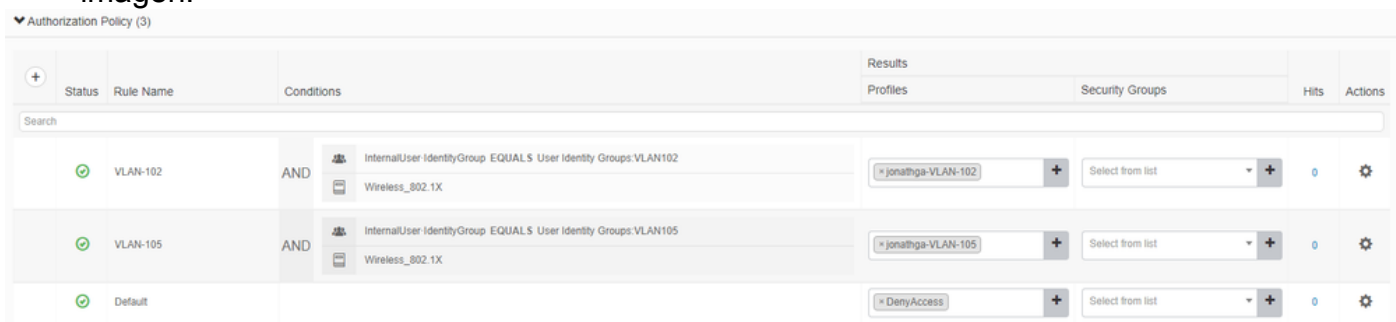 imagen.
Authorization Policy (3)
Results
+ Status Rule Name Conditions Profiles Security Groups Hits Actions
Search
InternalUser·IdentityGroup EQUALS User Identity Groups:VLAN102
VLAN-102 AND × jonathga-VLAN-102 + Select from list + 0
Wireless_802.1X
InternalUser·IdentityGroup EQUALS User Identity Groups:VLAN105
VLAN-105 AND × jonathga-VLAN-105 + Select from list + 0
Wireless_802.1X
Default × DenyAccess + Select from list + 0